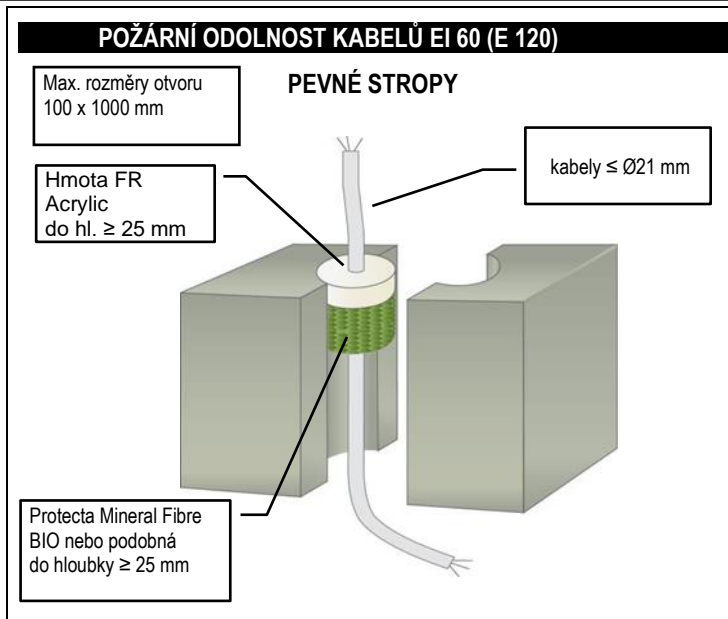 POŽÁRNÍ ODOLNOST KABELŮ EI 60 (E 120)
PEVNÉ STROPY
Max. rozměry otvoru
100 x 1000 mm
kabely ≤ Ø21 mm
Hmota FR
Acrylic
do hl. ≥ 25 mm
Protecta Mineral Fibre
BIO nebo podobná
do hloubky ≥ 25 mm